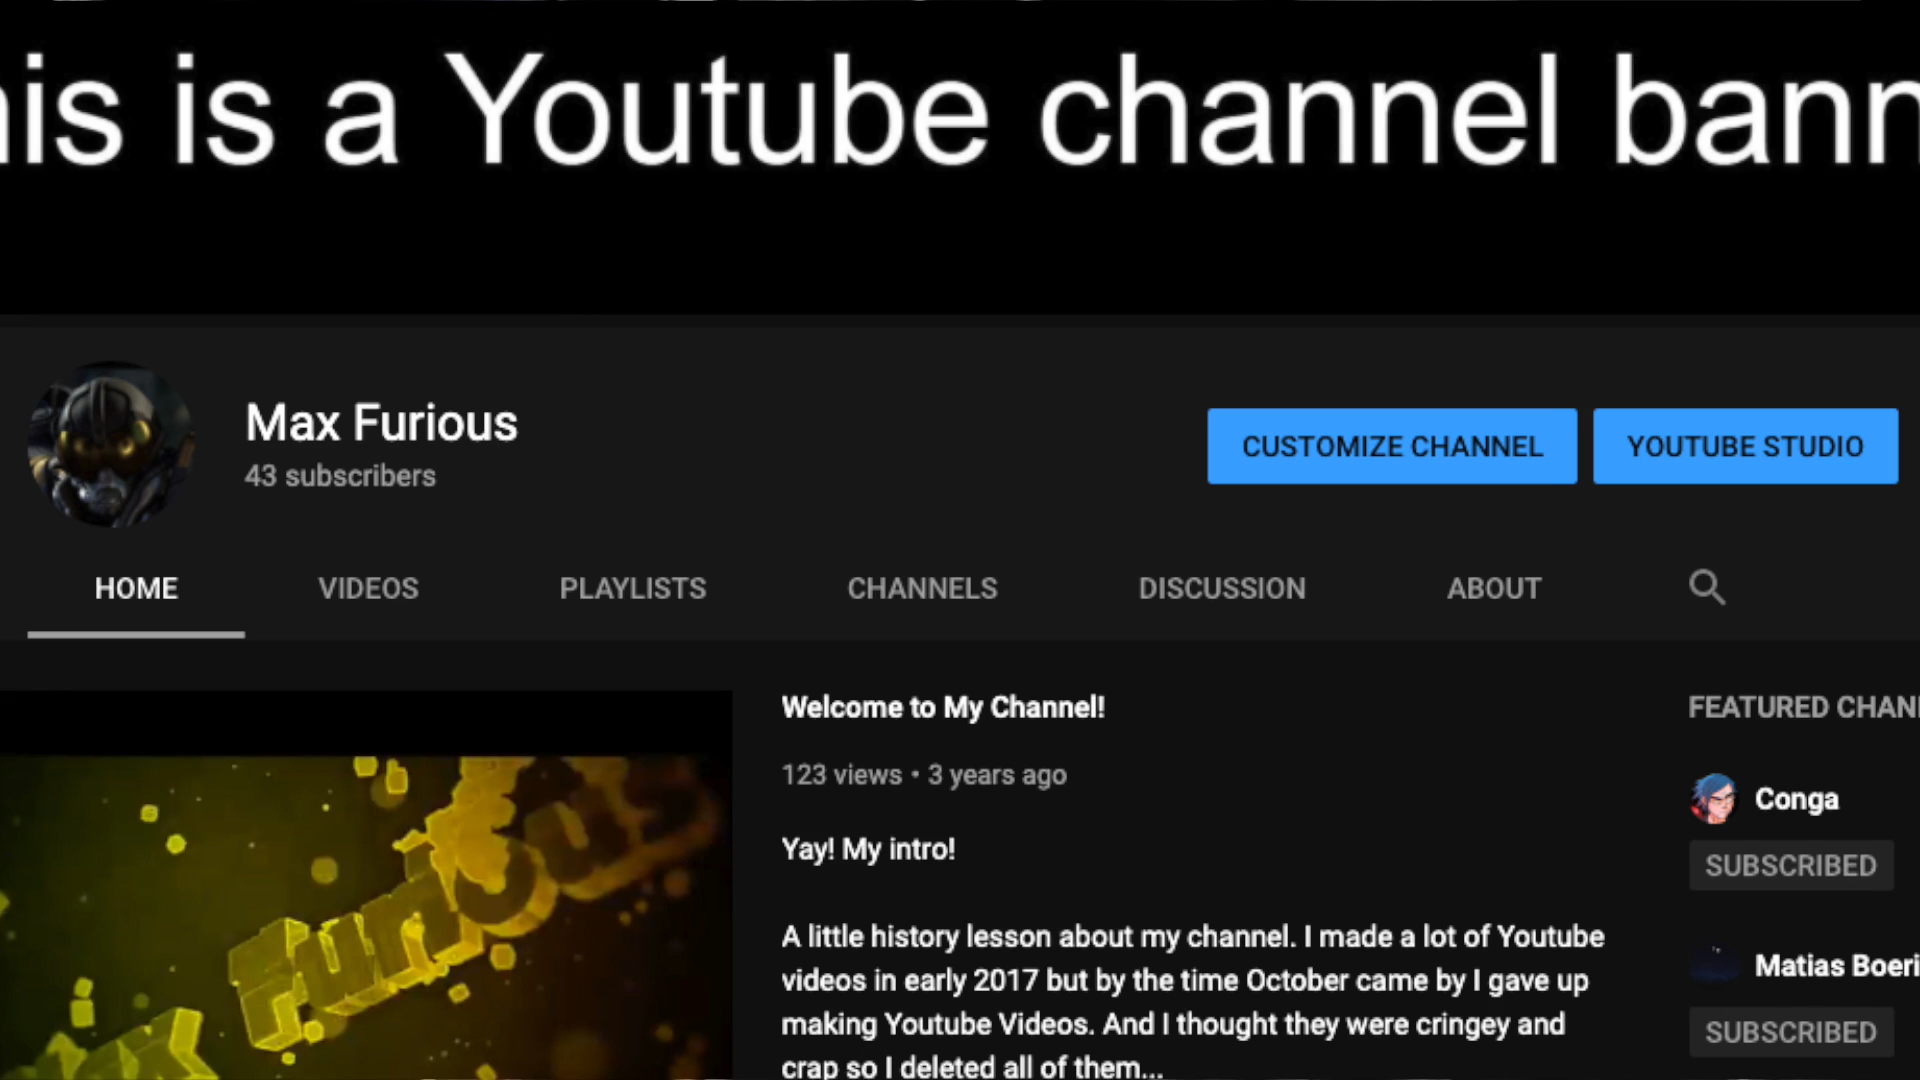 is is a Youtube channel bann
Max Furious
43 subscribers
CUSTOMIZE CHANNEL
YOUTUBE STUDIO
HOME
VIDEOS
PLAYLISTS
CHANNELS
DISCUSSION
ABOUT
Welcome to My Channel!
123 views • 3 years ago
Yay! My intro!
A little history lesson about my channel. I made a lot of Youtube
videos in early 2017 but by the time October came by I gave up
making Youtube Videos. And I thought they were cringey and
crap so I deleted all of them...
FEATURED CHAN
Conga
SUBSCRIBED
Matias Boeri
SUBSCRIBED